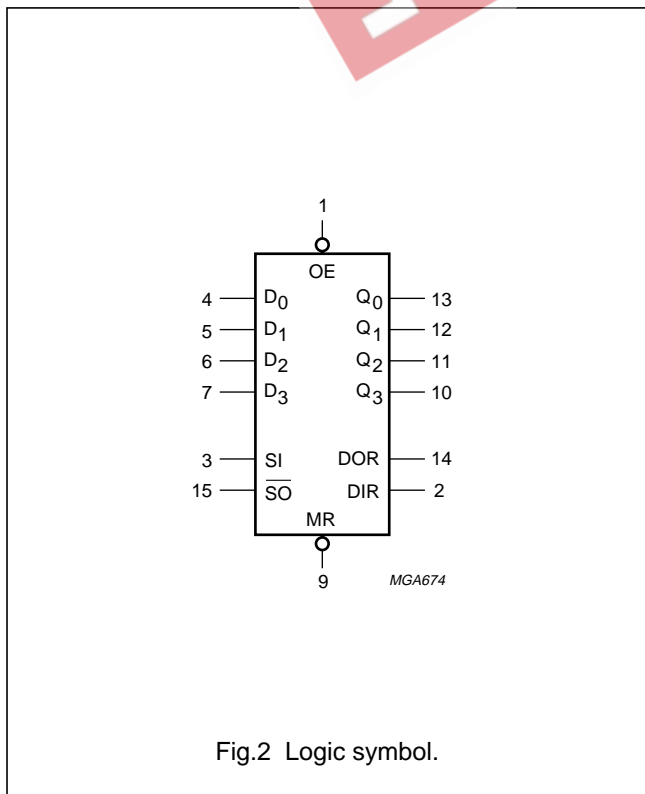 1
OE
4 D0 Q0 13
5 D1 Q1 12
6 D2 Q2 11
7 D3 Q3 10
3 SI DOR 14
15 S̅O̅ DIR 2
MR
9 MGA674
Fig.2 Logic symbol.